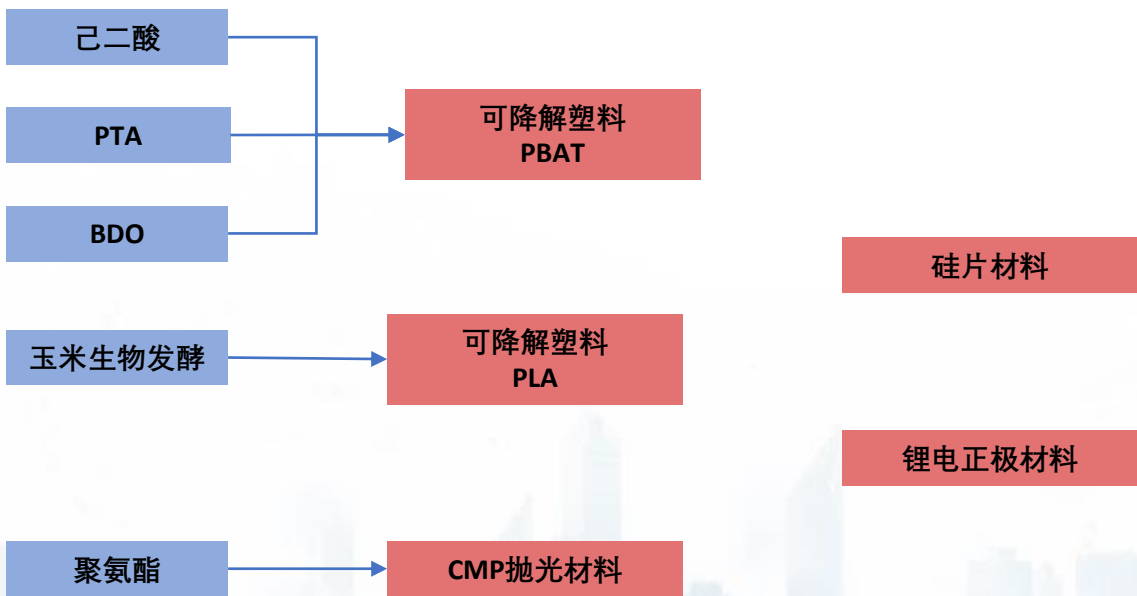 己二酸
PTA
BDO
可降解塑料
PBAT
硅片材料
玉米生物发酵
可降解塑料
PLA
锂电正极材料
聚氨酯
CMP抛光材料